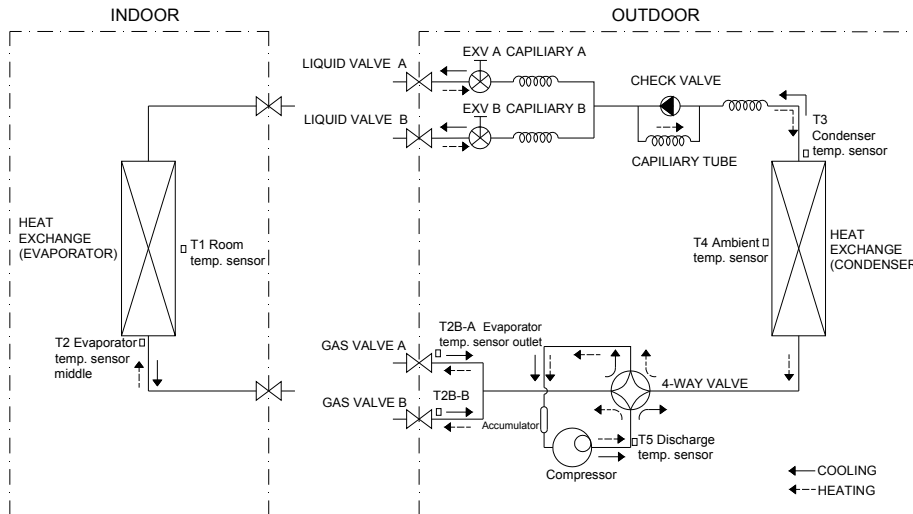 INDOOR
OUTDOOR
LIQUID VALVE A
EXV A CAPILIARY A
CHECK VALVE
LIQUID VALVE B
EXV B CAPILIARY B
T3
Condenser
temp. sensor
CAPILIARY TUBE
HEAT
EXCHANGE
(EVAPORATOR)
T1 Room
temp. sensor
T4 Ambient
temp. sensor
HEAT
EXCHANGE
(CONDENSER
T2 Evaporator
temp. sensor
middle
GAS VALVE A
T2B-A Evaporator
temp. sensor outlet
4-WAY VALVE
GAS VALVE B
T2B-B
Accumulator
T5 Discharge
temp. sensor
Compressor
COOLING
HEATING